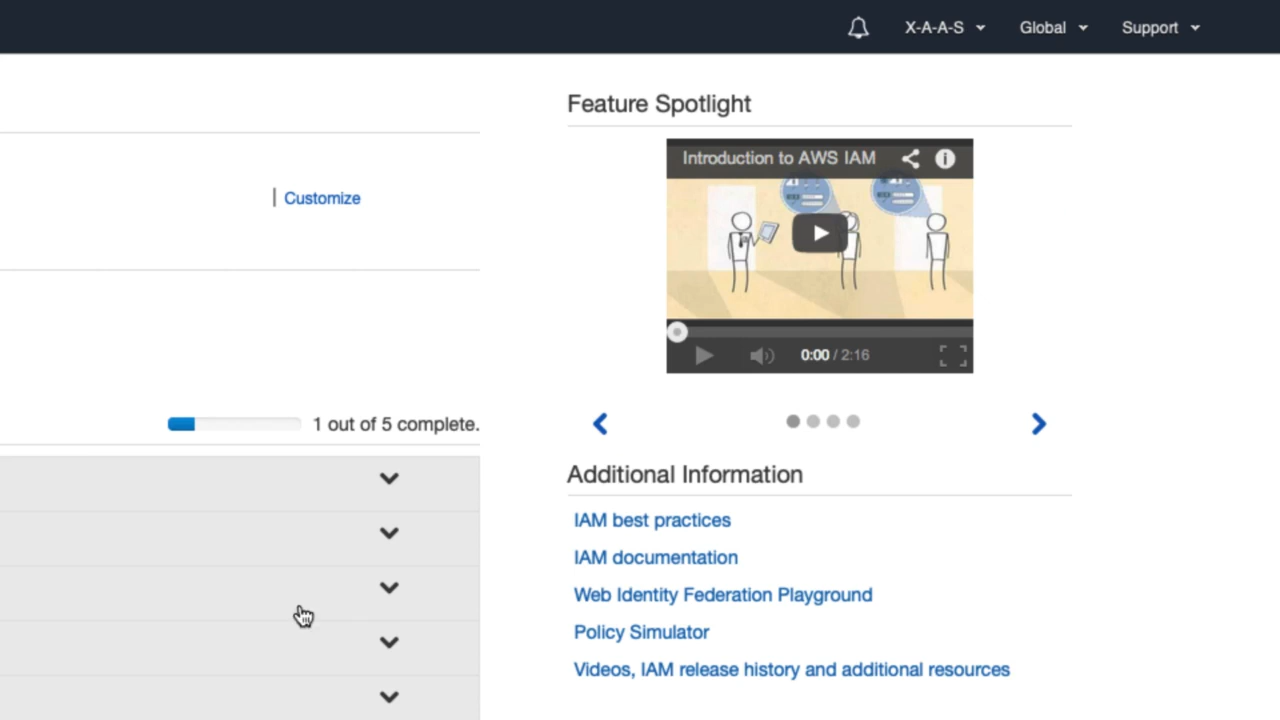 X-A-A-S Global Support
Feature Spotlight
Introduction to AWS IAM
| Customize
0:00 / 2:16
1 out of 5 complete.
Additional Information
IAM best practices
IAM documentation
Web Identity Federation Playground
Policy Simulator
Videos, IAM release history and additional resources